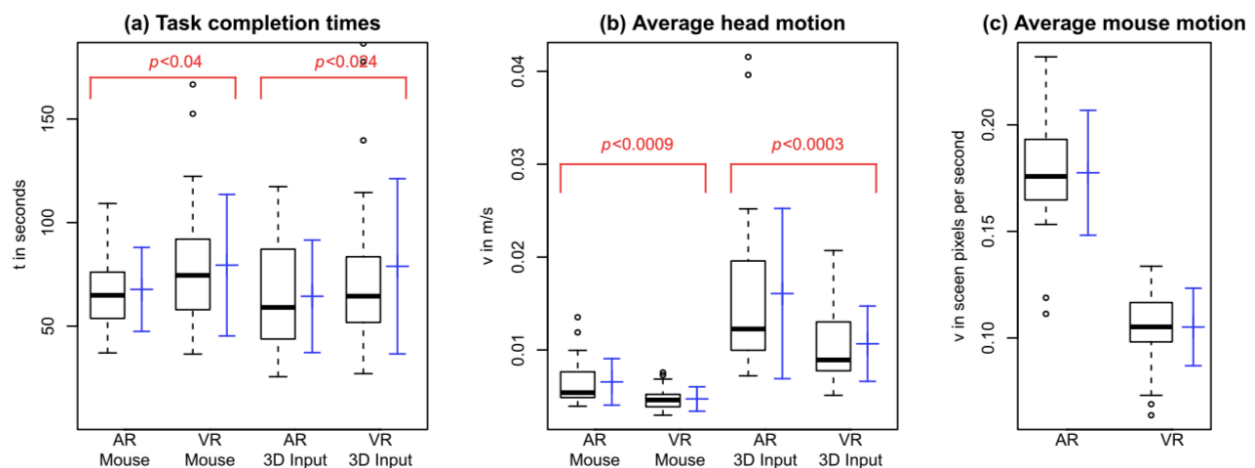 (a) Task completion times
p<0.04
p<0.024
t in seconds
150
100
50
AR
Mouse
VR
Mouse
AR
3D Input
VR
3D Input
(b) Average head motion
p<0.0009
p<0.0003
v in m/s
0.04
0.03
0.02
0.01
AR
Mouse
VR
Mouse
AR
3D Input
VR
3D Input
(c) Average mouse motion
v in sceen pixels per second
0.20
0.15
0.10
AR
VR